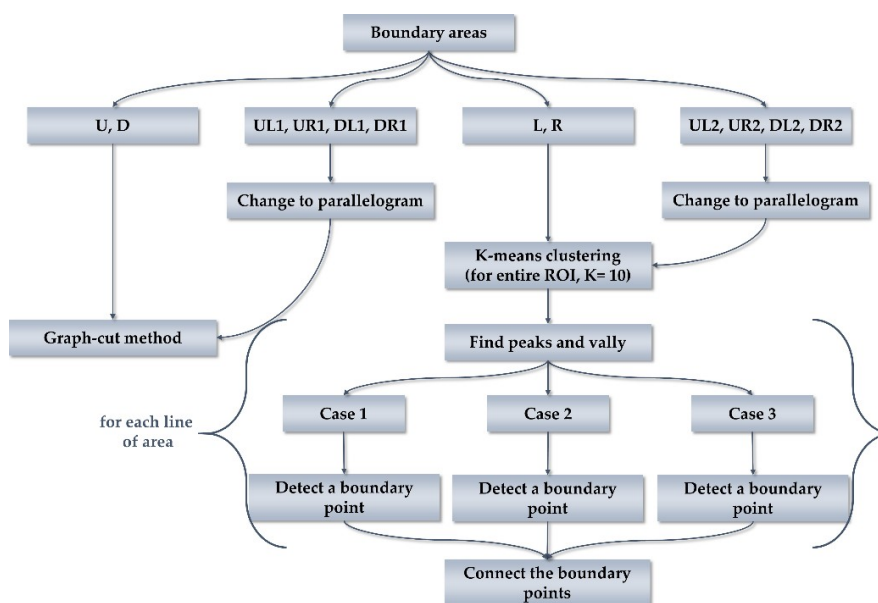 Boundary areas
U, D
UL1, UR1, DL1, DR1
L, R
UL2, UR2, DL2, DR2
Change to parallelogram
Change to parallelogram
K-means clustering
(for entire ROI, K= 10)
Graph-cut method
Find peaks and vally
for each line
of area
Case 1
Case 2
Case 3
Detect a boundary
point
Detect a boundary
point
Detect a boundary
point
Connect the boundary
points